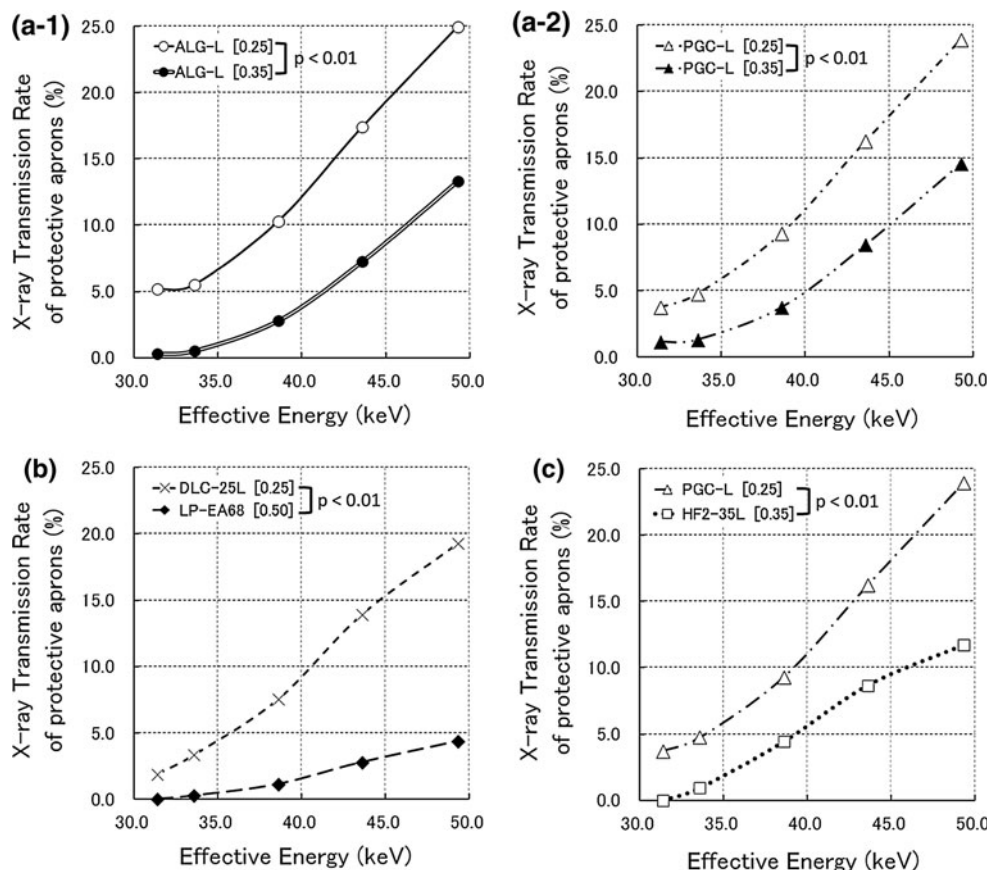 (a-1)
X-ray Transmission Rate
of protective aprons (%)
25.0
20.0
15.0
10.0
5.0
0.0
ALG-L [0.25]
ALG-L [0.35]
p < 0.01
30.0 35.0 40.0 45.0 50.0
Effective Energy (keV)
(a-2)
X-ray Transmission Rate
of protective aprons (%)
25.0
20.0
15.0
10.0
5.0
0.0
PGC-L [0.25]
PGC-L [0.35]
p < 0.01
30.0 35.0 40.0 45.0 50.0
Effective Energy (keV)
(b)
X-ray Transmission Rate
of protective aprons (%)
25.0
20.0
15.0
10.0
5.0
0.0
DLC-25L [0.25]
LP-EA68 [0.50]
p < 0.01
30.0 35.0 40.0 45.0 50.0
Effective Energy (keV)
(c)
X-ray Transmission Rate
of protective aprons (%)
25.0
20.0
15.0
10.0
5.0
0.0
PGC-L [0.25]
HF2-35L [0.35]
p < 0.01
30.0 35.0 40.0 45.0 50.0
Effective Energy (keV)